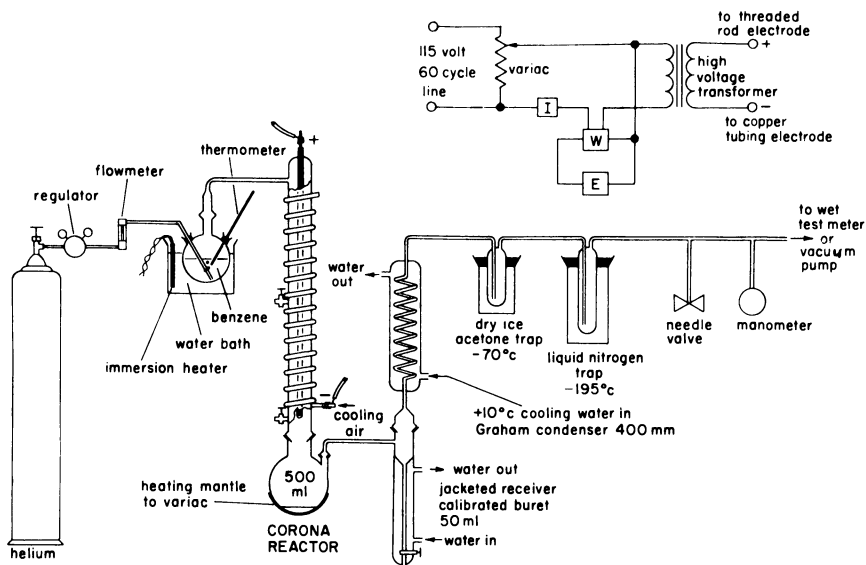 115 volt
60 cycle
line
variac
I
W
E
high
voltage
transformer
to threaded
rod electrode
+
−
to copper
tubing electrode
regulator
flowmeter
thermometer
+
benzene
water bath
immersion heater
helium
−
cooling
air
500
ml
heating mantle
to variac
CORONA
REACTOR
water
out
dry ice
acetone trap
-70°c
liquid nitrogen
trap
-195°c
needle
valve
manometer
to wet
test meter
or
vacuum
pump
+10°c cooling water in
Graham condenser 400 mm
water out
jacketed receiver
calibrated buret
50 ml
water in